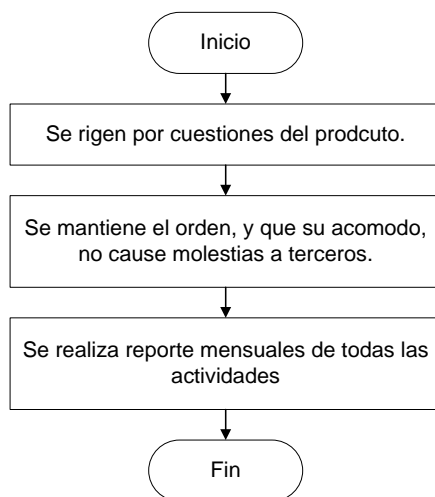 Inicio
Se rigen por cuestiones del prodcuto.
Se mantiene el orden, y que su acomodo,
no cause molestias a terceros.
Se realiza reporte mensuales de todas las
actividades
Fin